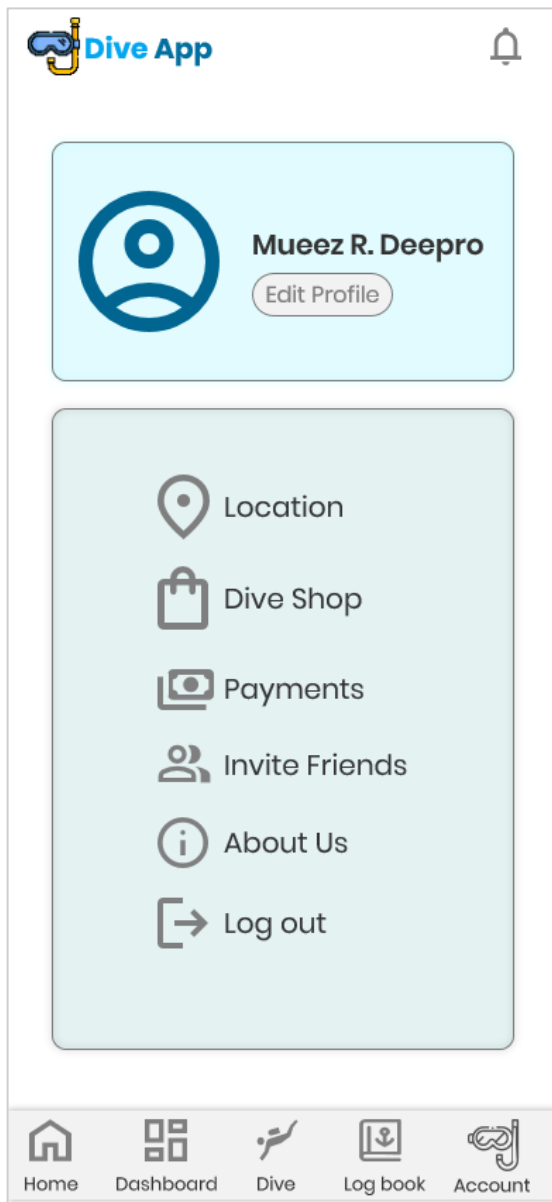 Dive App
Mueez R. Deepro
Edit Profile
Location
Dive Shop
Payments
Invite Friends
About Us
Log out
Home Dashboard Dive Log book Account